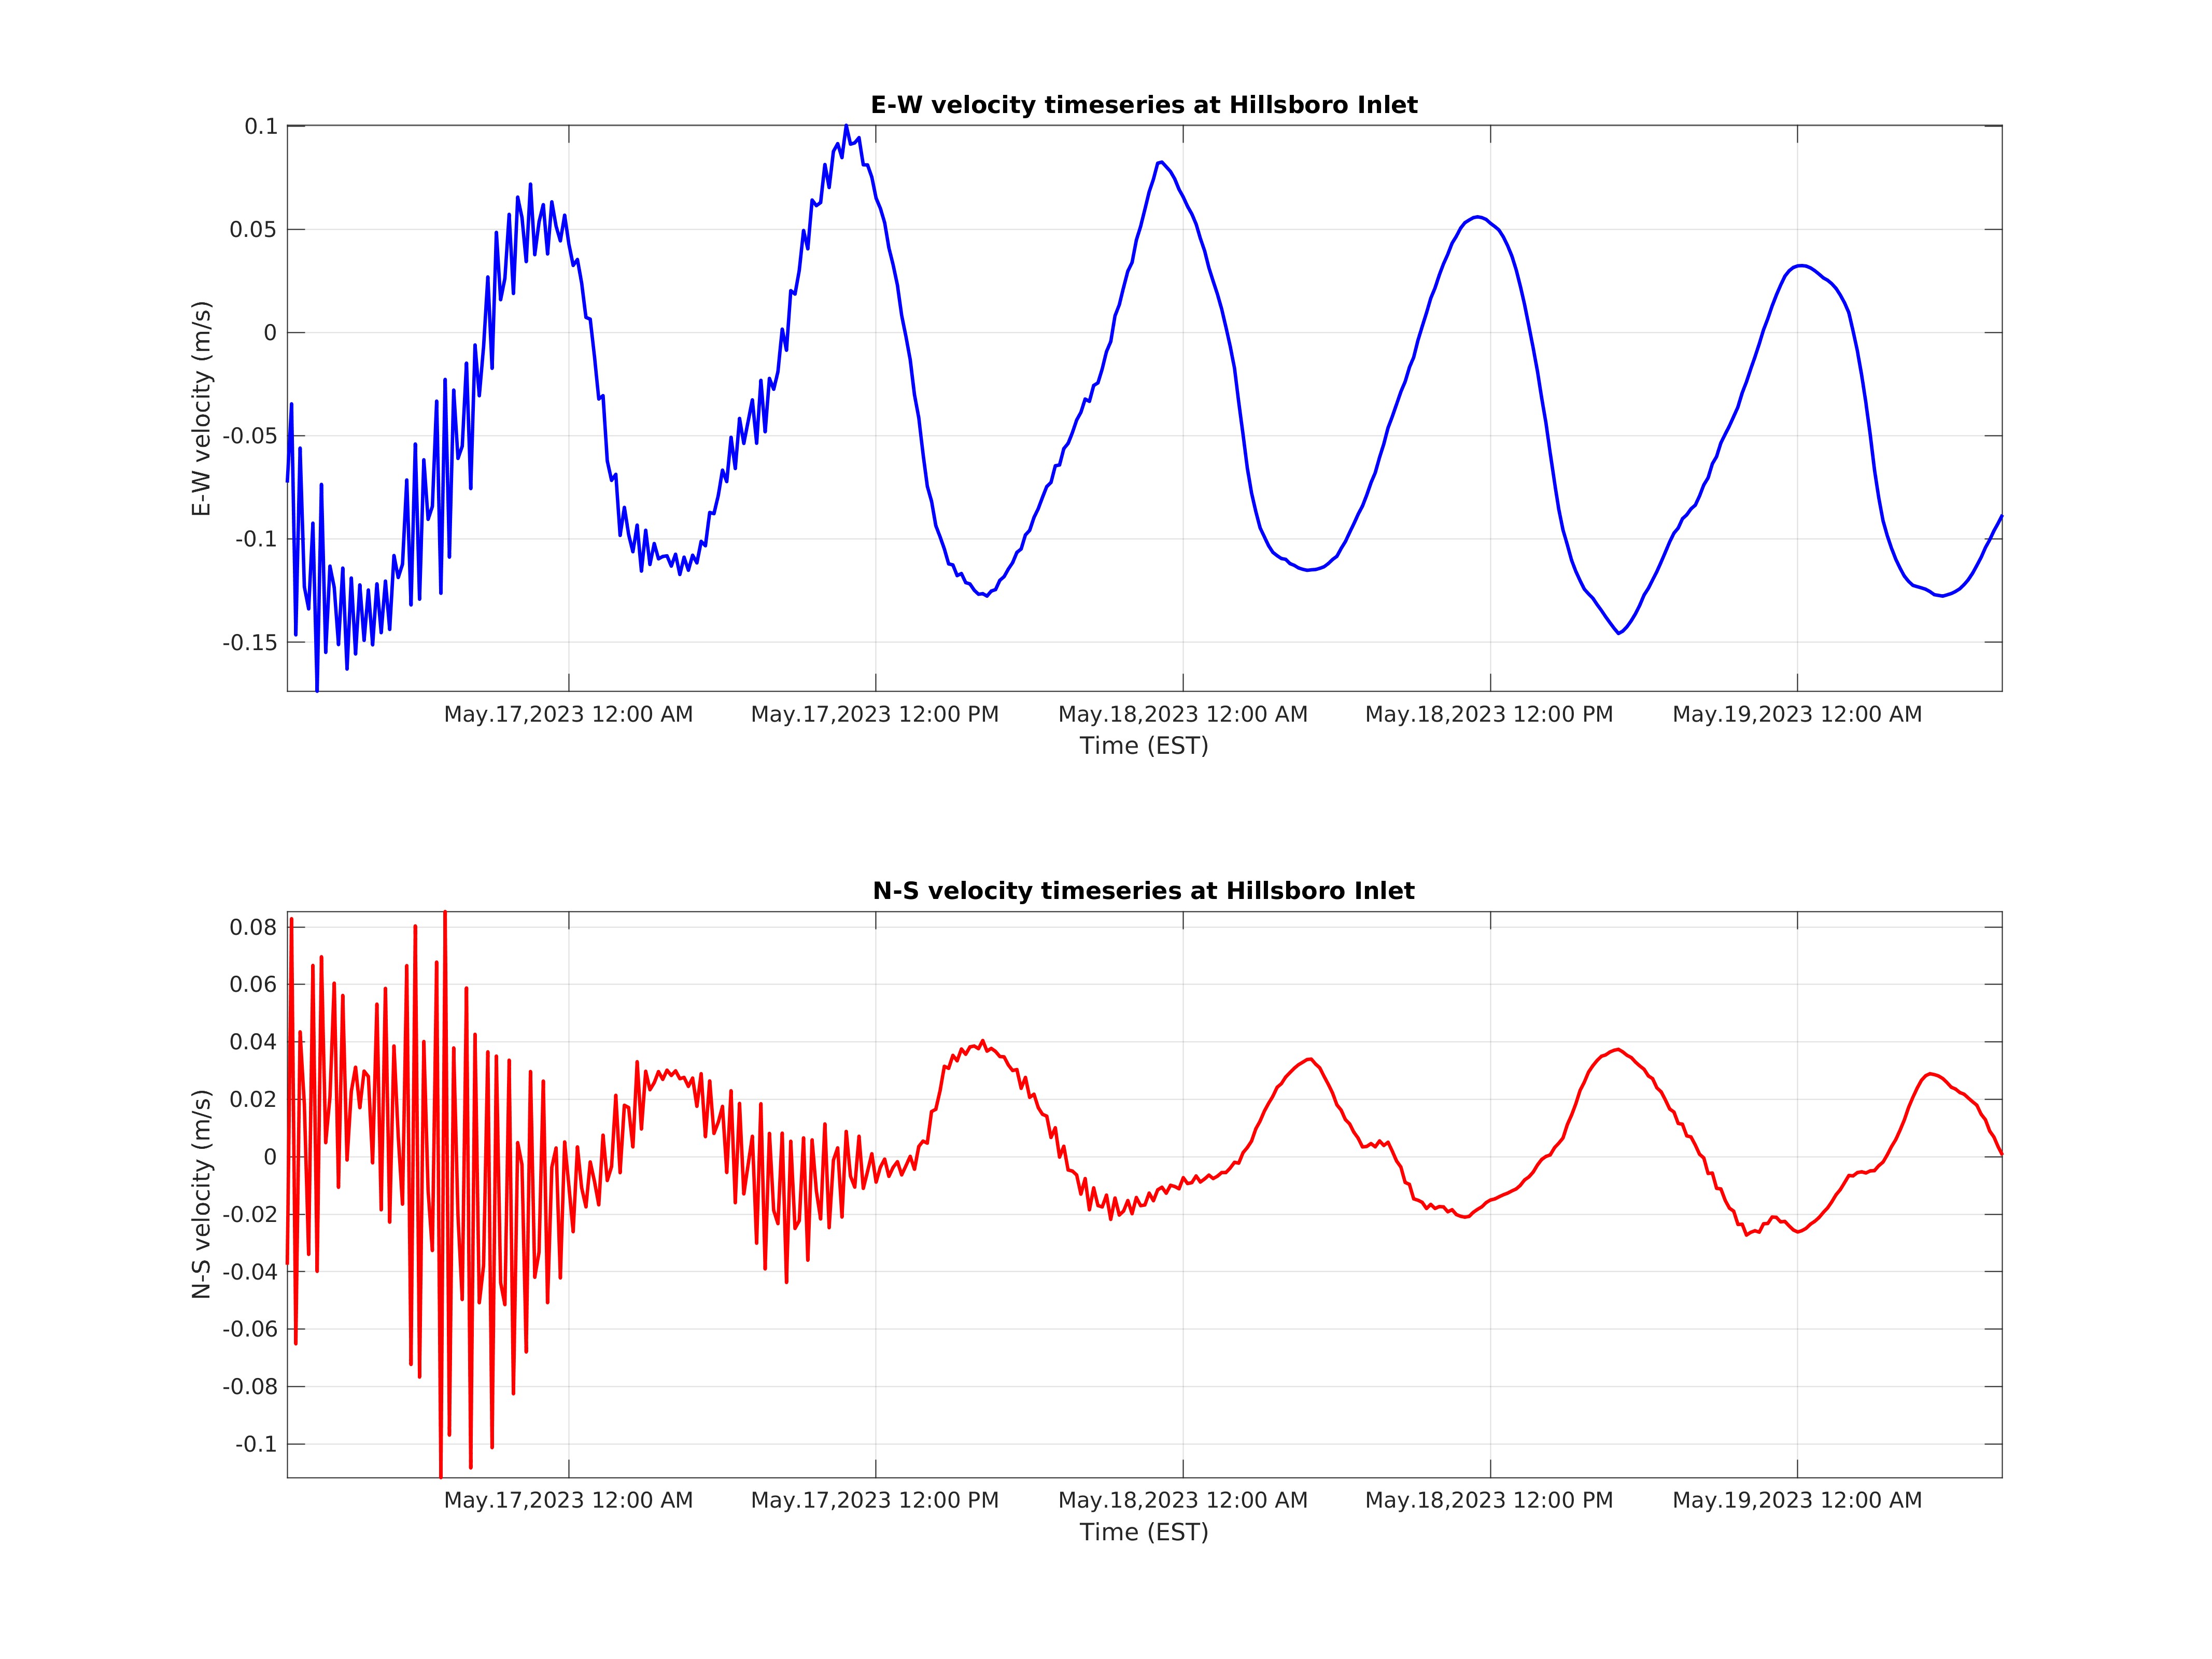 E-W velocity timeseries at Hillsboro Inlet
0.1
0.05
0
-0.05
-0.1
-0.15
E-W velocity (m/s)
May.17,2023 12:00 AM
May.17,2023 12:00 PM
May.18,2023 12:00 AM
May.18,2023 12:00 PM
May.19,2023 12:00 AM
Time (EST)
N-S velocity timeseries at Hillsboro Inlet
0.08
0.06
0.04
0.02
0
-0.02
-0.04
-0.06
-0.08
-0.1
N-S velocity (m/s)
May.17,2023 12:00 AM
May.17,2023 12:00 PM
May.18,2023 12:00 AM
May.18,2023 12:00 PM
May.19,2023 12:00 AM
Time (EST)